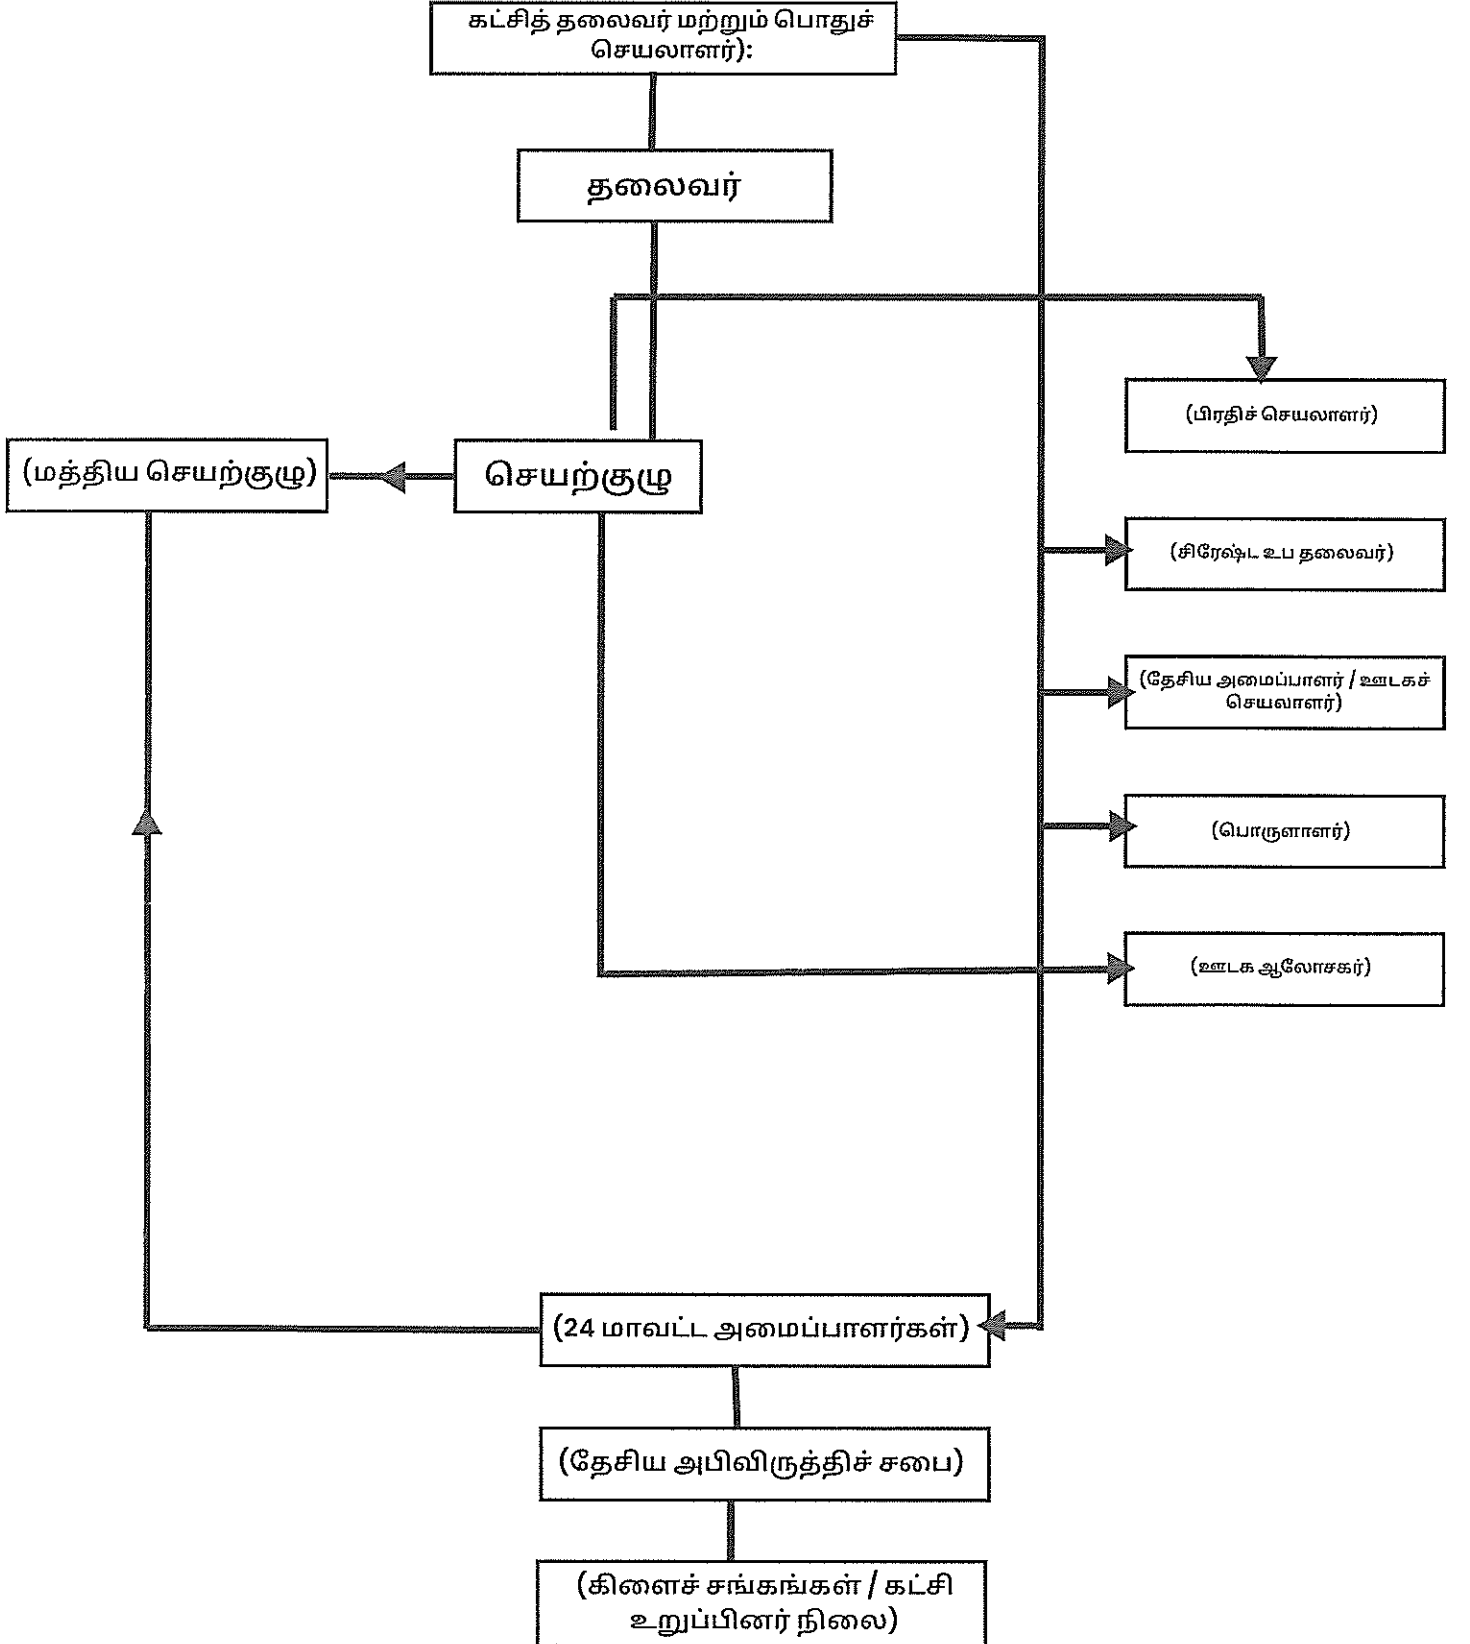 கட்சித் தலைவர் மற்றும் பொதுச்
செயலாளர்):
தலைவர்
(பிரதிச் செயலாளர்)
(மத்திய செயற்குழு)
செயற்குழு
(சிரேஷ்ட உப தலைவர்)
(தேசிய அமைப்பாளர் / ஊடகச்
செயலாளர்)
(பொருளாளர்)
(ஊடக ஆலோசகர்)
(24 மாவட்ட அமைப்பாளர்கள்)
(தேசிய அபிவிருத்திச் சபை)
(கிளைச் சங்கங்கள் / கட்சி
உறுப்பினர் நிலை)